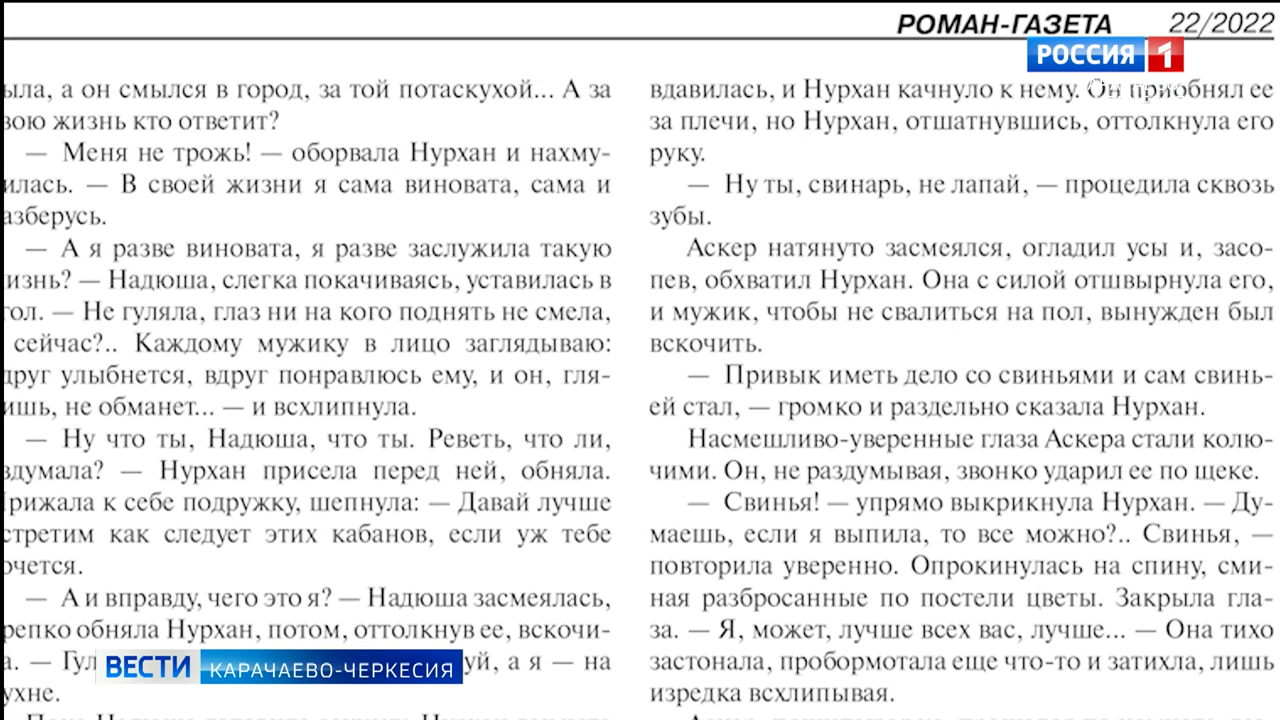 РОМАН-ГАЗЕТА 22/2022
РОССИЯ 1
ыла, а он смылся в город, за той потаскухой... А за
вою жизнь кто ответит?
— Меня не трожь! — оборвала Нурхан и нахму-
илась. — В своей жизни я сама виновата, сама и
азберусь.
— А я разве виновата, я разве заслужила такую
изнь? — Надюша, слегка покачиваясь, уставилась в
ол. — Не гуляла, глаз ни на кого поднять не смела,
сейчас?.. Каждому мужику в лицо заглядываю:
друг улыбнется, вдруг понравлюсь ему, и он, гля-
ишь, не обманет... — и всхлипнула.
— Ну что ты, Надюша, что ты. Реветь, что ли,
здумала? — Нурхан присела перед ней, обняла.
рижала к себе подружку, шепнула: — Давай лучше
стретим как следует этих кабанов, если уж тебе
очется.
— А и вправду, чего это я? — Надюша засмеялась,
репко обняла Нурхан, потом, оттолкнув ее, вскочи-
а. — Гул уй, а я — на
ухне.
вдавилась, и Нурхан качнуло к нему. Он приобнял ее
за плечи, но Нурхан, отшатнувшись, оттолкнула его
руку.
— Ну ты, свинарь, не лапай, — процедила сквозь
зубы.
Аскер натянуто засмеялся, огладил усы и, засо-
пев, обхватил Нурхан. Она с силой отшвырнула его,
и мужик, чтобы не свалиться на пол, вынужден был
вскочить.
— Привык иметь дело со свиньями и сам свинь-
ей стал, — громко и раздельно сказала Нурхан.
Насмешливо-уверенные глаза Аскера стали колю-
чими. Он, не раздумывая, звонко ударил ее по щеке.
— Свинья! — упрямо выкрикнула Нурхан. — Ду-
маешь, если я выпила, то все можно?.. Свинья, —
повторила уверенно. Опрокинулась на спину, сми-
ная разбросанные по постели цветы. Закрыла гла-
за. — Я, может, лучше всех вас, лучше... — Она тихо
застонала, пробормотала еще что-то и затихла, лишь
изредка всхлипывая.
ВЕСТИ КАРАЧАЕВО-ЧЕРКЕСИЯ